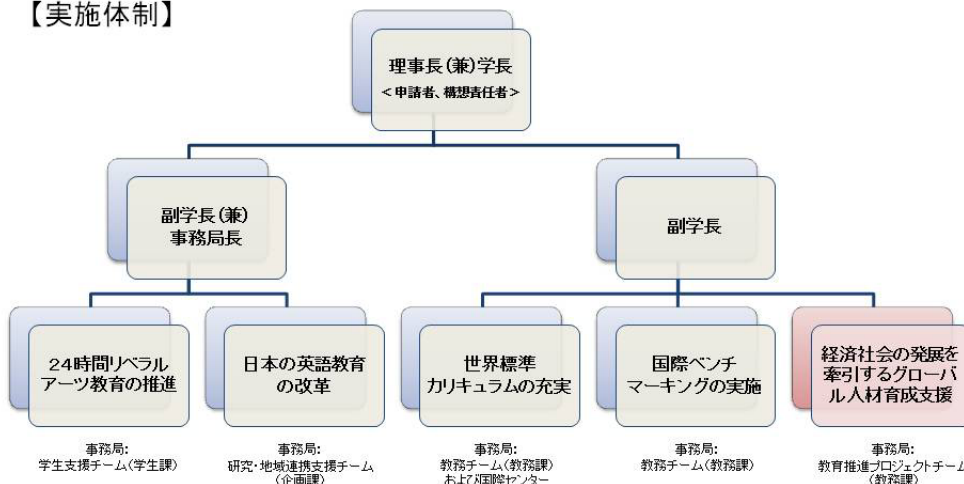 【実施体制】
理事長(兼)学長
<申請者、構想責任者>
副学長(兼)
事務局長
副学長
24時間リベラル
アーツ教育の推進
日本の英語教育
の改革
世界標準
カリキュラムの充実
国際ベンチ
マーキングの実施
経済社会の発展を
牽引するグローバ
ル人材育成支援
事務局:
学生支援チーム(学生課)
事務局:
研究・地域連携支援チーム
(企画課)
事務局:
教務チーム(教務課)
および国際センター
事務局:
教務チーム(教務課)
事務局:
教育推進プロジェクトチーム
(教務課)